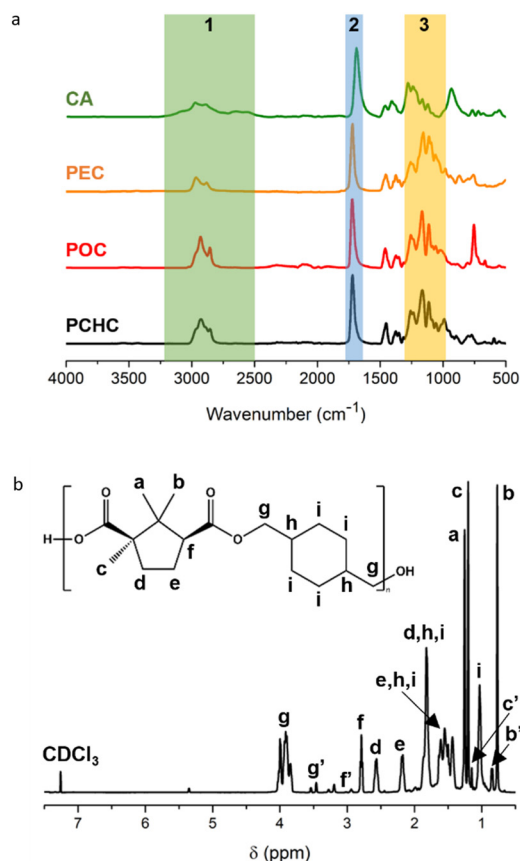 a
1 2 3
CA
PEC
POC
PCHC
4000 3500 3000 2500 2000 1500 1000 500
Wavenumber (cm⁻¹)
b
a b
O O
H O O
g i i
h
c f
d e
i i h g
OH
n
c b
a
d,h,i
e,h,i i
c'
b'
g f
d e
g' f'
CDCl₃
7 6 5 4 3 2 1
δ (ppm)